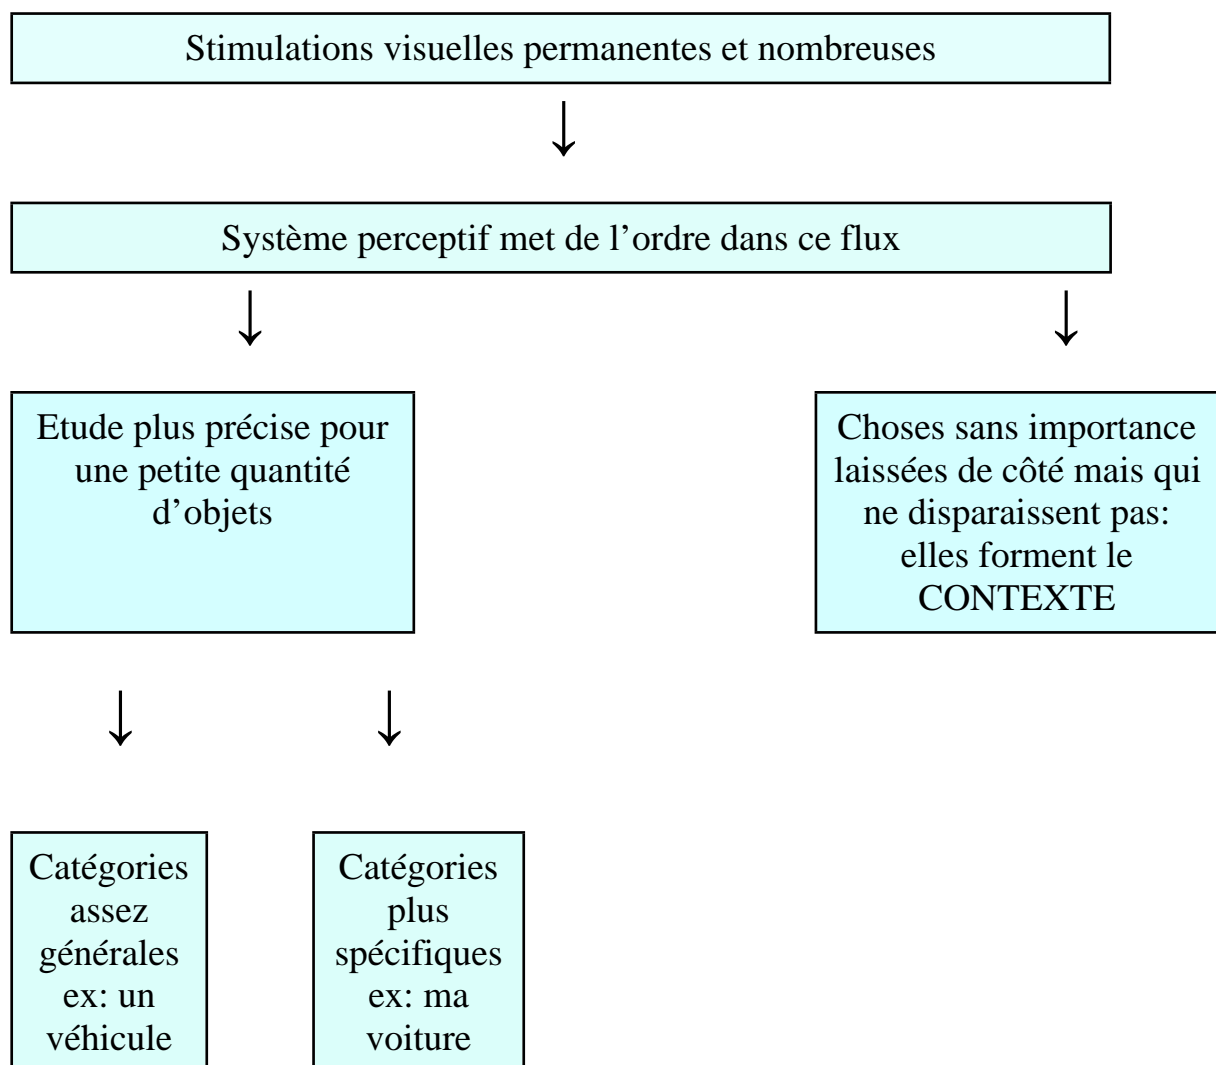 Stimulations visuelles permanentes et nombreuses
Système perceptif met de l’ordre dans ce flux
Etude plus précise pour
une petite quantité
d’objets
Choses sans importance
laissées de côté mais qui
ne disparaissent pas:
elles forment le
CONTEXTE
Catégories
assez
générales
ex: un
véhicule
Catégories
plus
spécifiques
ex: ma
voiture